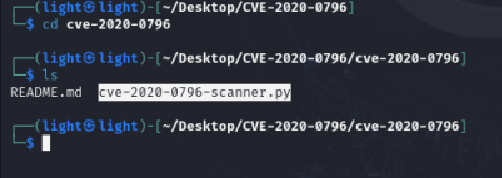 ┌──(light㉿light)-[~/Desktop/CVE-2020-0796]
└─$ cd cve-2020-0796
┌──(light㉿light)-[~/Desktop/CVE-2020-0796/cve-2020-0796]
└─$ ls
README.md  cve-2020-0796-scanner.py
┌──(light㉿light)-[~/Desktop/CVE-2020-0796/cve-2020-0796]
└─$